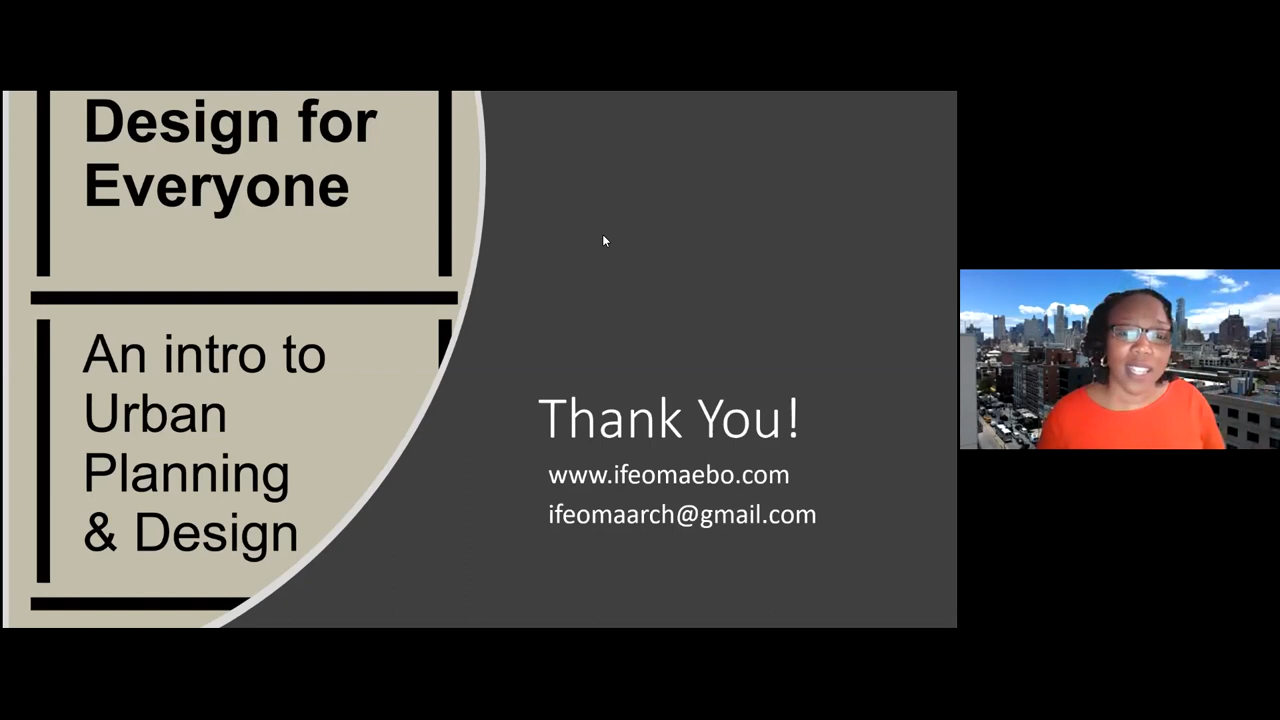 Design for
Everyone
An intro to
Urban
Planning
& Design
Thank You!
www.ifeomaebo.com
ifeomaarch@gmail.com